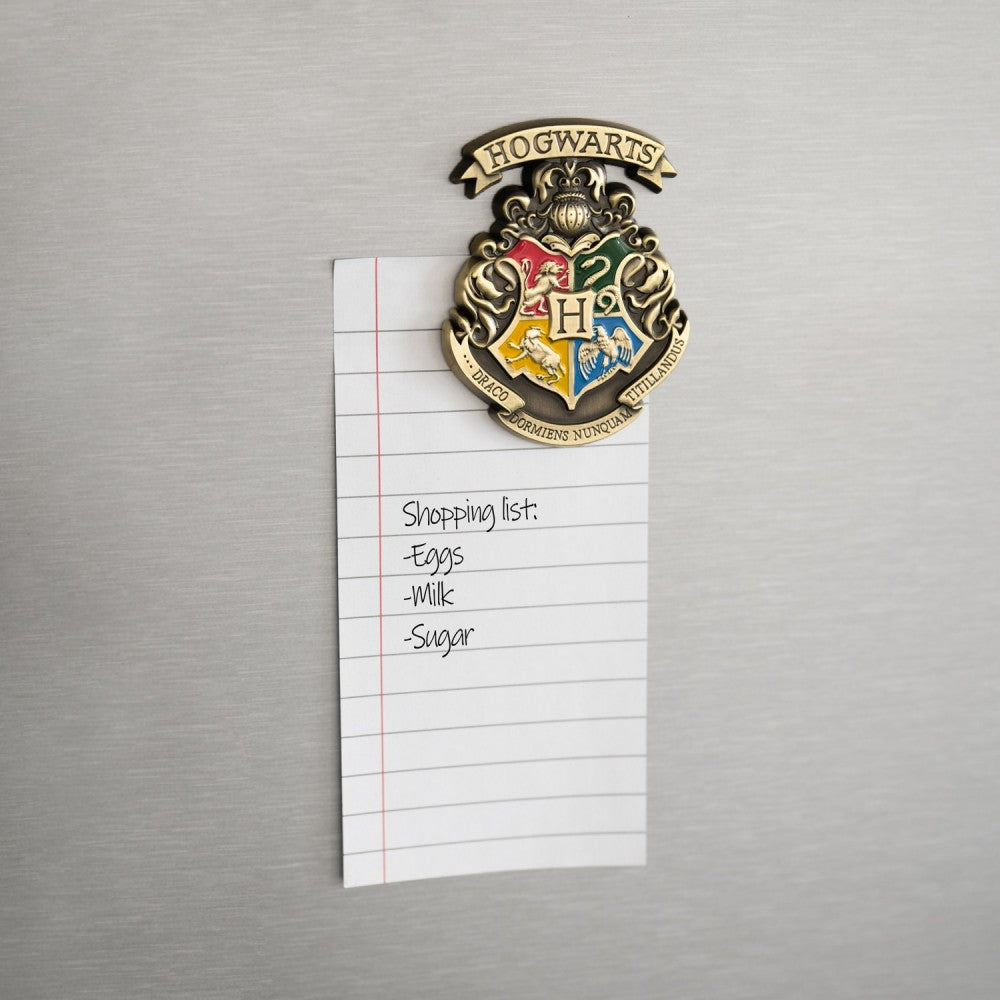 HOGWARTS
H
... DRACO
DORMIENS NUNQUAM
TITILLANDUS
Shopping list:
-Eggs
-Milk
-Sugar